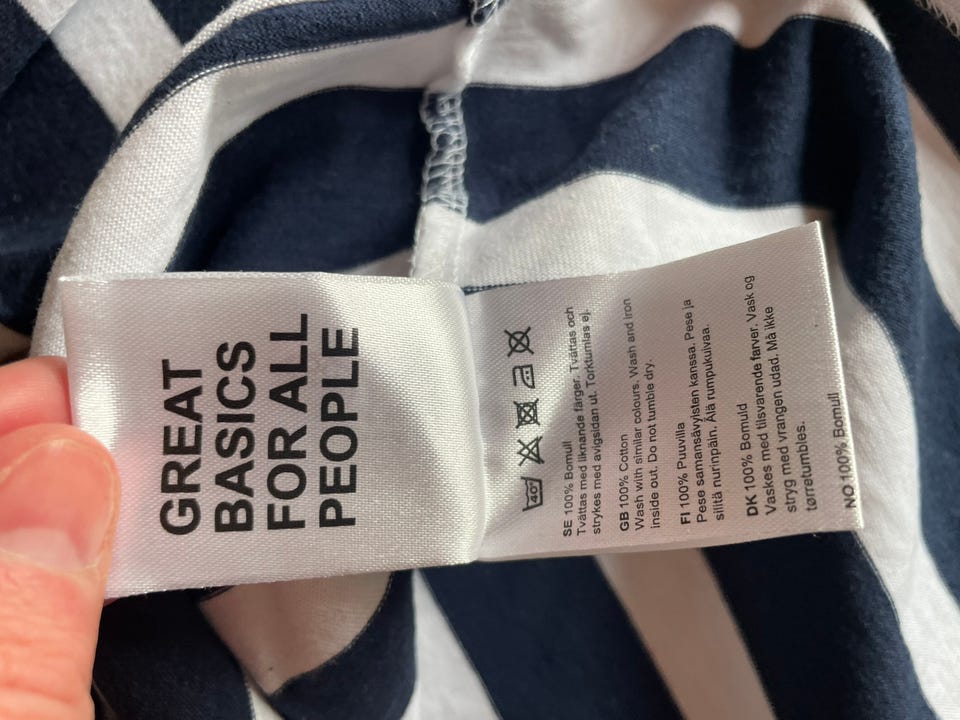 GREAT
BASICS
FOR ALL
PEOPLE
40
SE 100% Bomull
Tvättas med liknande färger. Tvättas och
strykes med avigsidan ut. Torktumlas ej.
GB 100% Cotton
Wash with similar colours. Wash and iron
inside out. Do not tumble dry.
FI 100% Puuvilla
Pese samansävyisten kanssa. Pese ja
silitä nurinpäin. Älä rumpukuivaa.
DK 100% Bomuld
Vaskes med tilsvarende farver. Vask og
stryg med vrangen udad. Må ikke
tørretumbles.
NO 100% Bomull